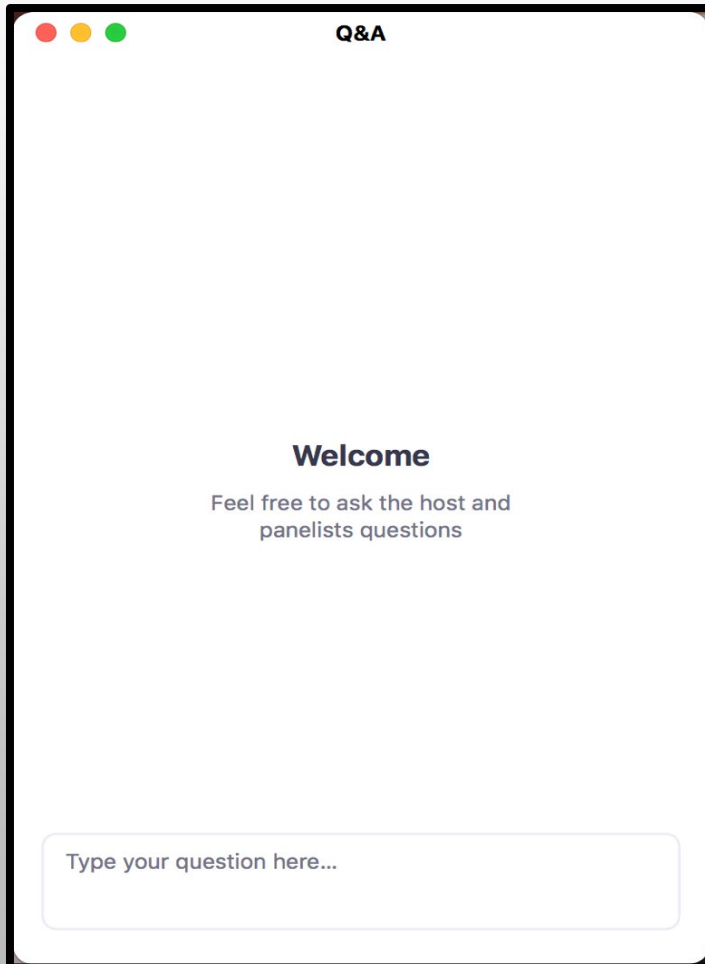 Q&A
Welcome
Feel free to ask the host and
panelists questions
Type your question here...